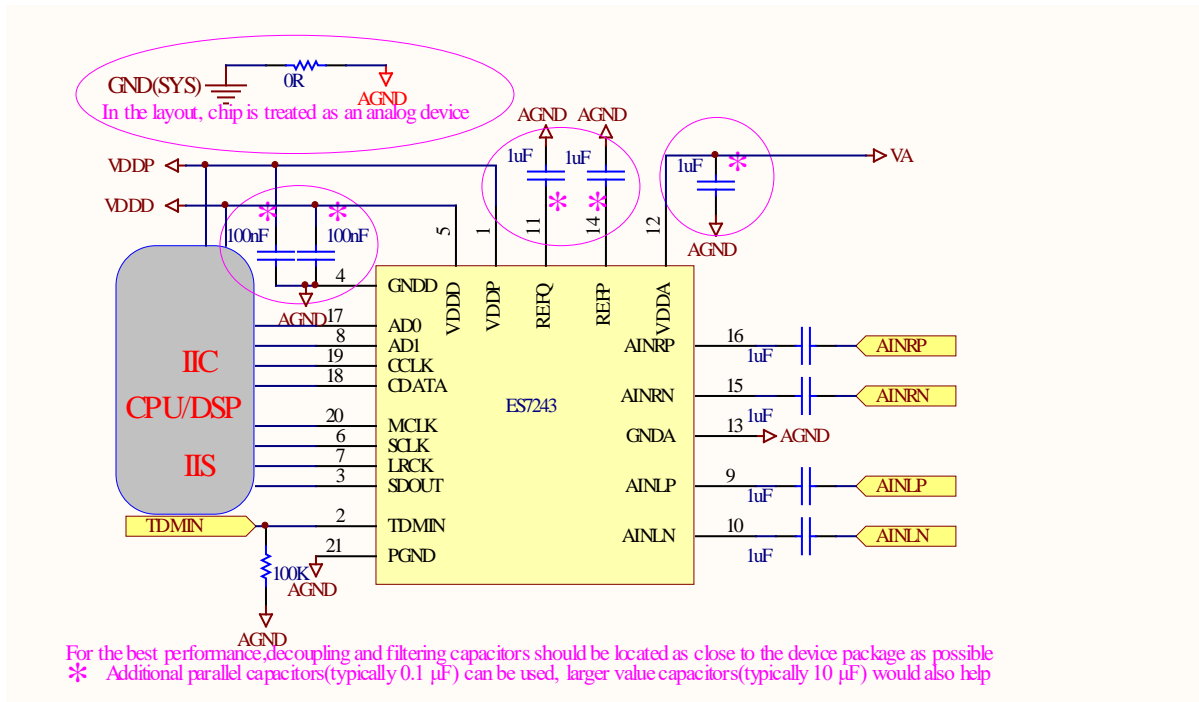 GND(SYS)
0R
AGND
In the layout, chip is treated as an analog device
VDDP
VDDD
100nF
100nF
AGND
AGND
AGND
1uF
1uF
1uF
VA
AGND
5
1
11
14
12
4
17
8
19
18
20
6
7
3
2
21
GNDD
AD0
AD1
CCLK
CDATA
MCLK
SCLK
LRCK
SDOUT
TDMIN
PGND
VDDD
VDDP
REFQ
REFP
VDDA
ES7243
AINRP
AINRN
GNDA
AINLP
AINLN
16
15
13
9
10
1uF
1uF
AGND
1uF
1uF
AINRP
AINRN
AINLP
AINLN
IIC
CPU/DSP
IIS
TDMIN
100K
AGND
AGND
For the best performance,decoupling and filtering capacitors should be located as close to the device package as possible
* Additional parallel capacitors(typically 0.1 μF) can be used, larger value capacitors(typically 10 μF) would also help